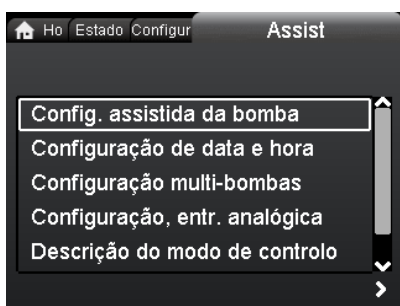 Ho Estado Configur Assist
Config. assistida da bomba
Configuração de data e hora
Configuração multi-bombas
Configuração, entr. analógica
Descrição do modo de controlo